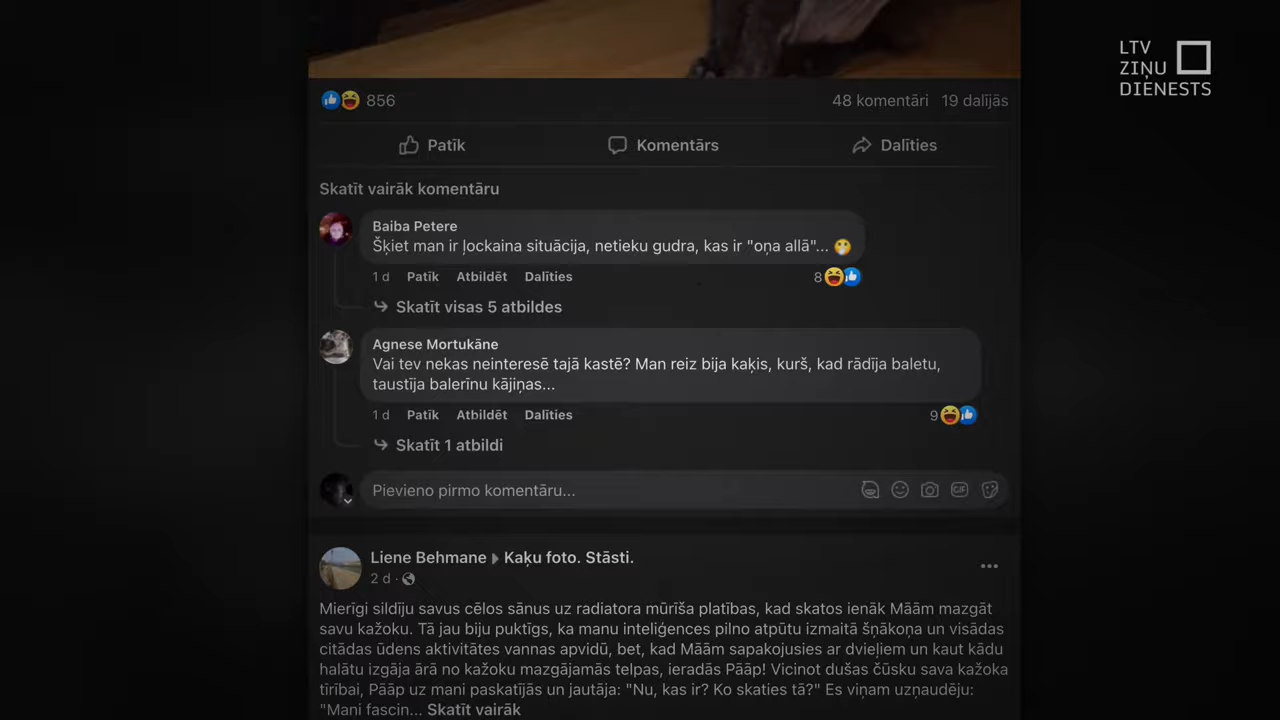 LTV
ZIŅU
DIENESTS
856
48 komentāri 19 dalījās
Patīk Komentārs Dalīties
Skatīt vairāk komentāru
Baiba Petere
Šķiet man ir ļockaina situācija, netieku gudra, kas ir "oņa allā"...
1 d Patīk Atbildēt Dalīties 8
Skatīt visas 5 atbildes
Agnese Mortukāne
Vai tev nekas neinteresē tajā kastē? Man reiz bija kaķis, kurš, kad rādīja baletu,
taustīja balerīnu kājiņas...
1 d Patīk Atbildēt Dalīties 9
Skatīt 1 atbildi
Pievieno pirmo komentāru...
GIF
Liene Behmane Kaķu foto. Stāsti.
2 d ·
Mierīgi sildīju savus cēlos sānus uz radiatora mūrīša platības, kad skatos ienāk Māām mazgāt
savu kažoku. Tā jau biju puktīgs, ka manu inteliģences pilno atpūtu izmaitā šņākoņa un visādas
citādas ūdens aktivitātes vannas apvidū, bet, kad Māām sapakojusies ar dvieļiem un kaut kādu
halātu izgāja ārā no kažoku mazgājamās telpas, ieradās Pāāp! Vicinot dušas čūsku sava kažoka
tīrībai, Pāāp uz mani paskatījās un jautāja: "Nu, kas ir? Ko skaties tā?" Es viņam uzņaudēju:
"Mani fascin... Skatīt vairāk